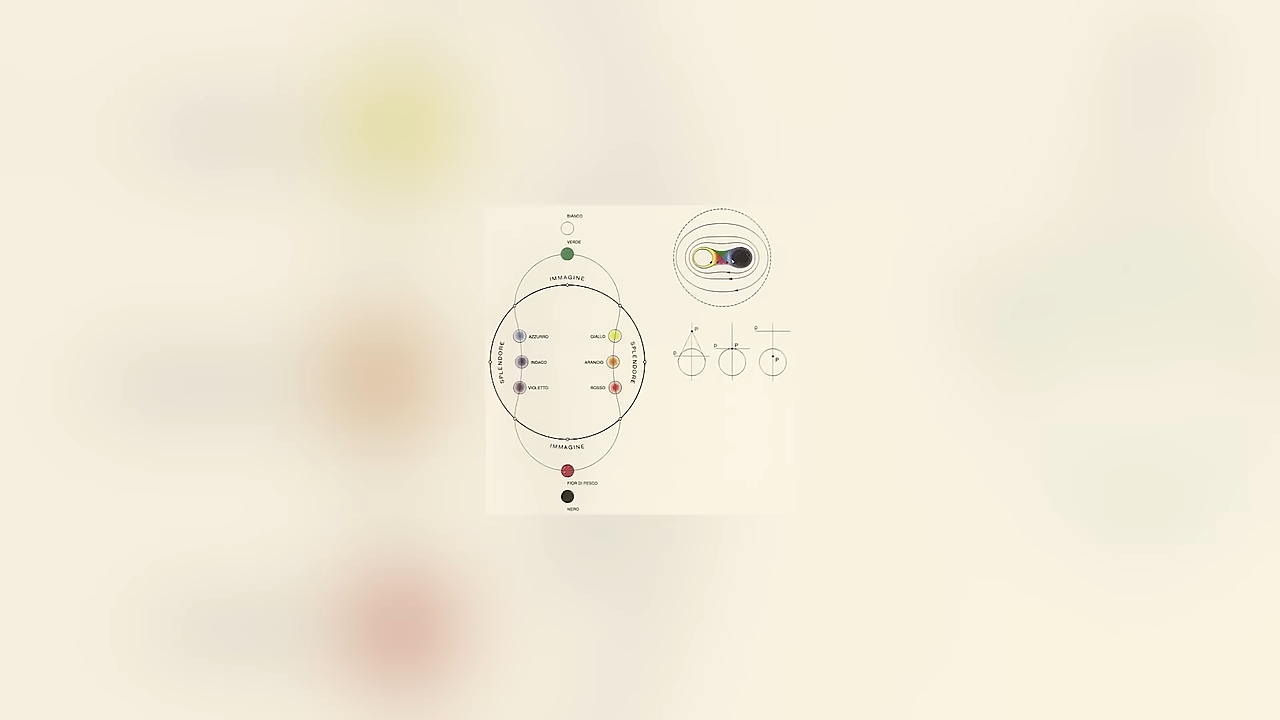 BIANCO
VERDE
IMMAGINE
AZZURRO
GIALLO
SPLENDORE
INDACO
ARANCIO
SPLENDORE
VIOLETTO
ROSSO
IMMAGINE
FIOR DI PESCO
NERO
P
p
p
P
p
P